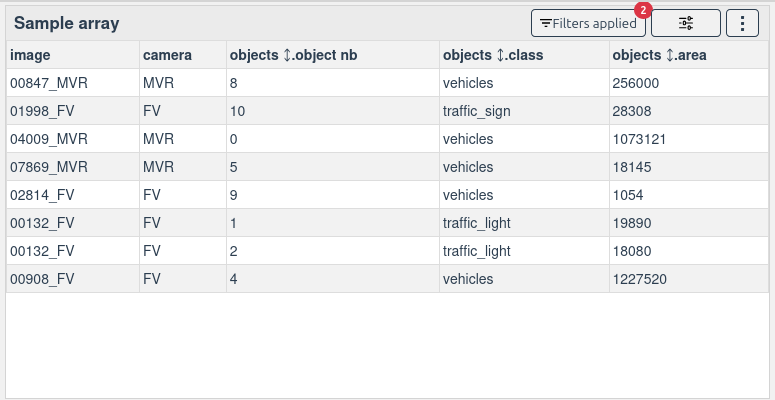 Sample array
Filters applied
2
image camera objects ↕.object nb objects ↕.class objects ↕.area
00847_MVR MVR 8 vehicles 256000
01998_FV FV 10 traffic_sign 28308
04009_MVR MVR 0 vehicles 1073121
07869_MVR MVR 5 vehicles 18145
02814_FV FV 9 vehicles 1054
00132_FV FV 1 traffic_light 19890
00132_FV FV 2 traffic_light 18080
00908_FV FV 4 vehicles 1227520